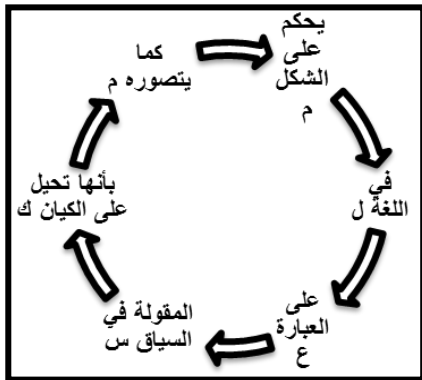 يحكم
على
الشكل
م
في
اللغة ل
على
العبارة
ع
المقولة في
السياق س
بأنها تحيل
على الكيان ك
كما
يتصوره م